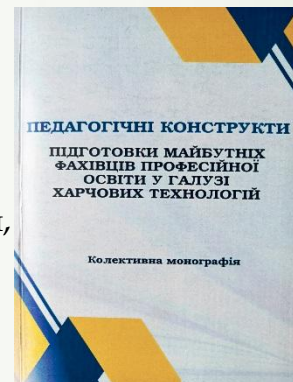 ПЕДАГОГІЧНІ КОНСТРУКТИ
ПІДГОТОВКИ МАЙБУТНІХ
ФАХІВЦІВ ПРОФЕСІЙНОЇ
ОСВІТИ У ГАЛУЗІ
ХАРЧОВИХ ТЕХНОЛОГІЙ
Колективна монографія